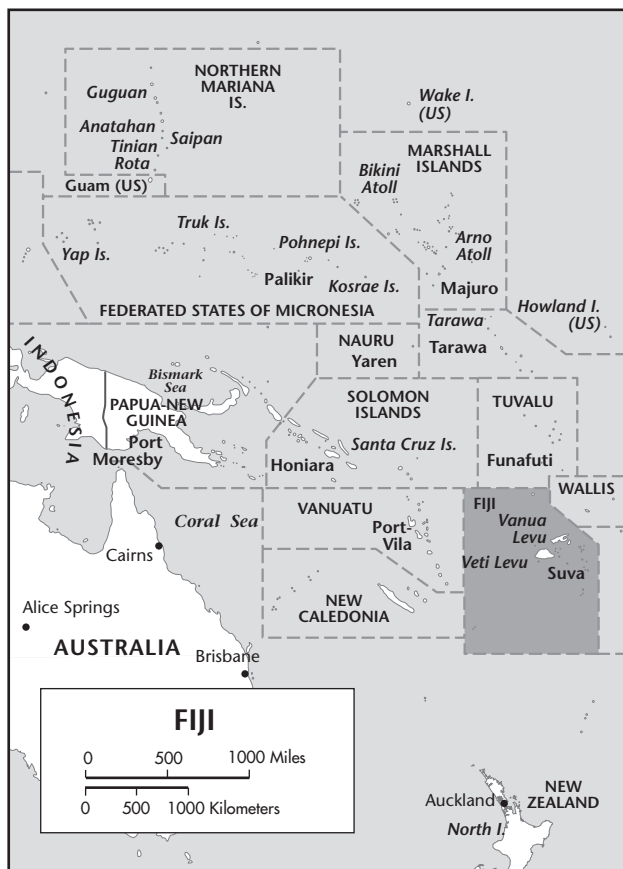 NORTHERN
MARIANA
IS.
Guguan
Anatahan
Tinian
Rota
Saipan
Guam (US)
Wake I.
(US)
MARSHALL
ISLANDS
Bikini
Atoll
Arno
Atoll
Majuro
Truk Is.
Yap Is.
Pohnepi Is.
Palikir
Kosrae Is.
FEDERATED STATES OF MICRONESIA
Howland I.
(US)
Tarawa
Tarawa
NAURU
Yaren
INDONESIA
Bismark
Sea
PAPUA-NEW
GUINEA
Port
Moresby
SOLOMON
ISLANDS
Santa Cruz Is.
Honiara
TUVALU
Funafuti
WALLIS
Coral Sea
VANUATU
Port-
Vila
FIJI
Vanua
Levu
Veti Levu
Suva
Cairns
NEW
CALEDONIA
Alice Springs
AUSTRALIA
Brisbane
FIJI
0 500 1000 Miles
0 500 1000 Kilometers
Auckland
NEW
ZEALAND
North I.